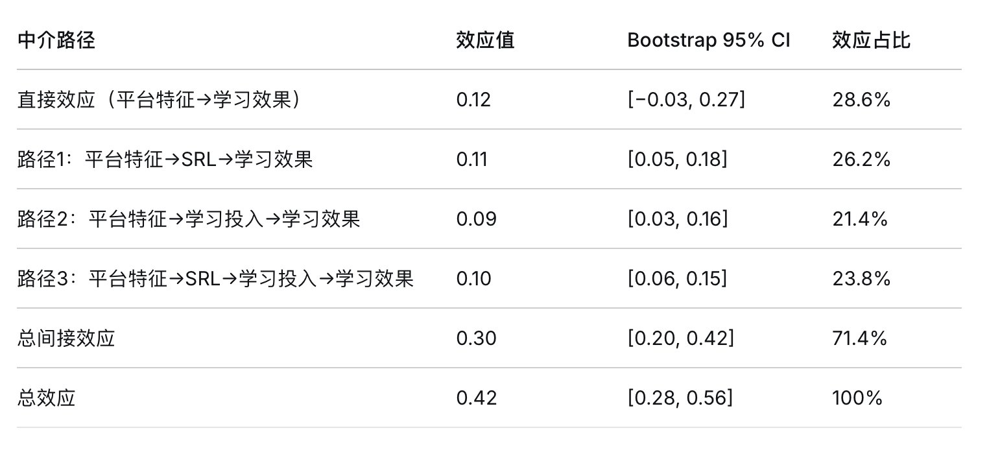 中介路径 效应值 Bootstrap 95% CI 效应占比
直接效应（平台特征→学习效果） 0.12 [−0.03, 0.27] 28.6%
路径1：平台特征→SRL→学习效果 0.11 [0.05, 0.18] 26.2%
路径2：平台特征→学习投入→学习效果 0.09 [0.03, 0.16] 21.4%
路径3：平台特征→SRL→学习投入→学习效果 0.10 [0.06, 0.15] 23.8%
总间接效应 0.30 [0.20, 0.42] 71.4%
总效应 0.42 [0.28, 0.56] 100%